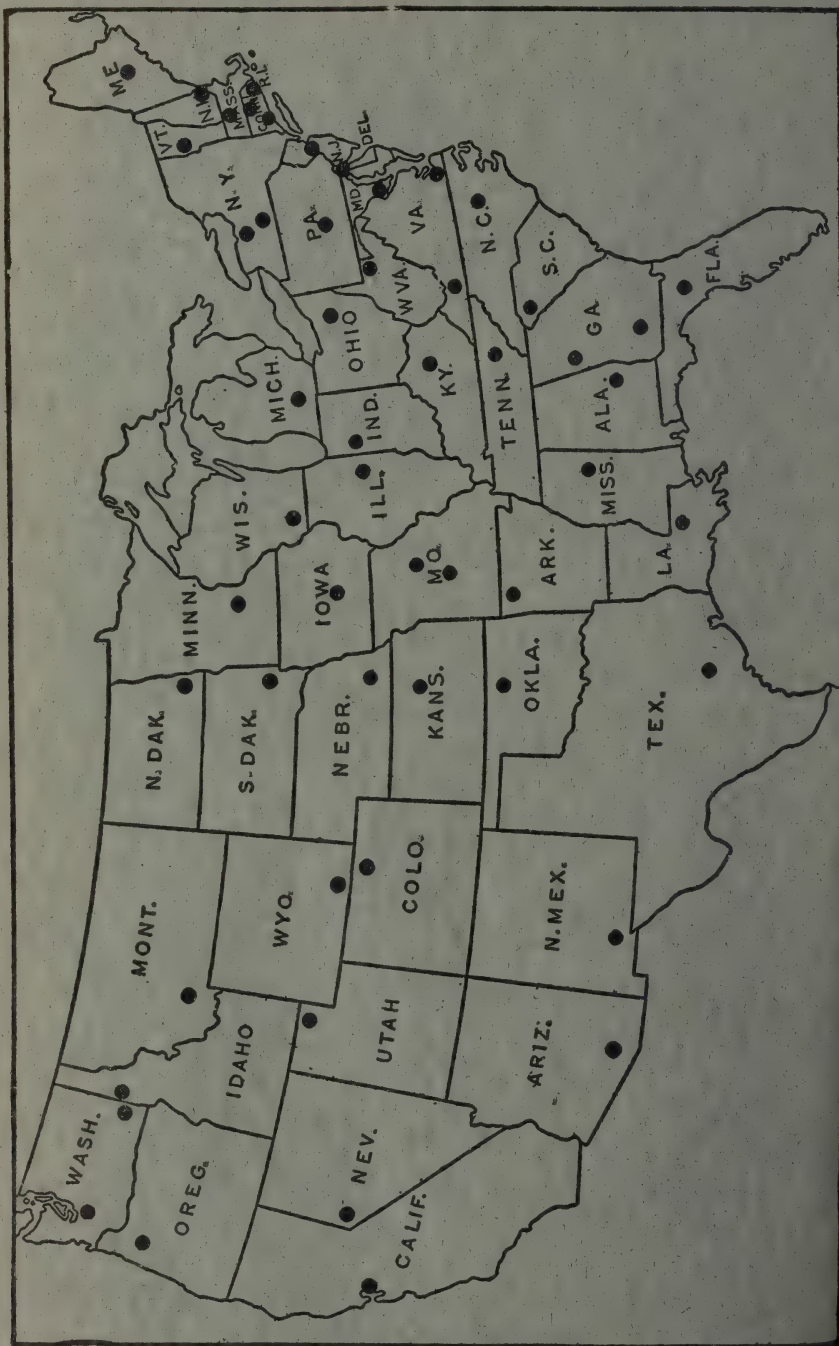 WASH.
OREG.
CALIF.
NEV.
IDAHO
MONT.
WYO.
UTAH
ARIZ.
COLO.
N.MEX.
N.DAK.
S.DAK.
NEBR.
KANS.
OKLA.
TEX.
MINN.
IOWA
MO.
ARK.
LA.
WIS.
ILL.
MICH.
IND.
OHIO
KY.
TENN.
MISS.
ALA.
GA.
FLA.
S.C.
N.C.
VA.
W.VA.
MD.
DEL.
PA.
N.J.
N.Y.
VT.
N.H.
MASS.
CONN.
R.I.
ME.